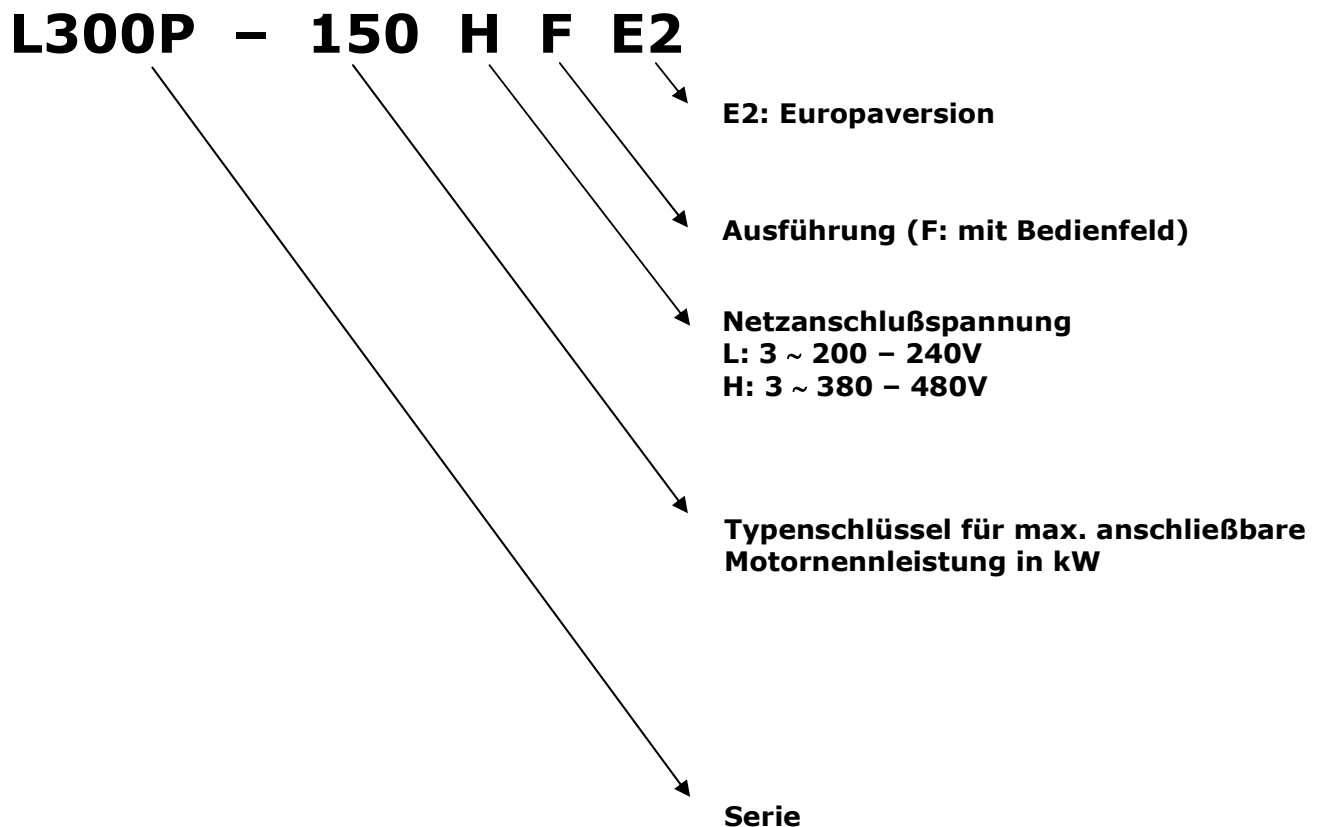 L300P – 150 H F E2
E2: Europaversion
Ausführung (F: mit Bedienfeld)
Netzanschlußspannung
L: 3 ~ 200 – 240V
H: 3 ~ 380 – 480V
Typenschlüssel für max. anschließbare
Motornennleistung in kW
Serie